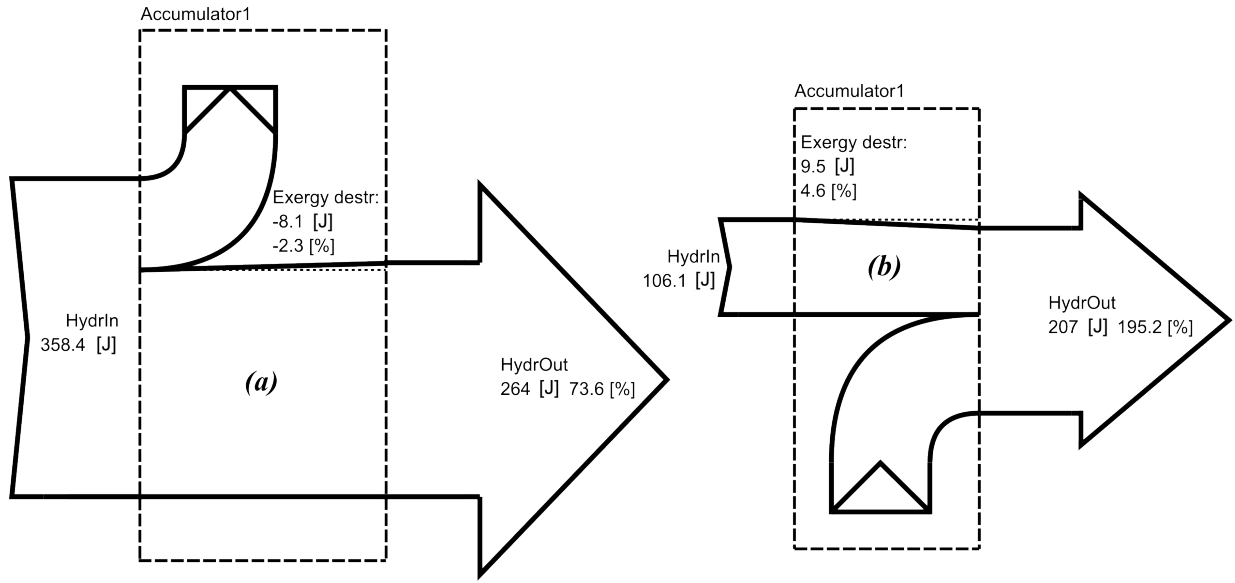 Accumulator1
Exergy destr:
-8.1 [J]
-2.3 [%]
HydrIn
358.4 [J]
(a)
HydrOut
264 [J] 73.6 [%]
Accumulator1
Exergy destr:
9.5 [J]
4.6 [%]
HydrIn
106.1 [J]
(b)
HydrOut
207 [J] 195.2 [%]